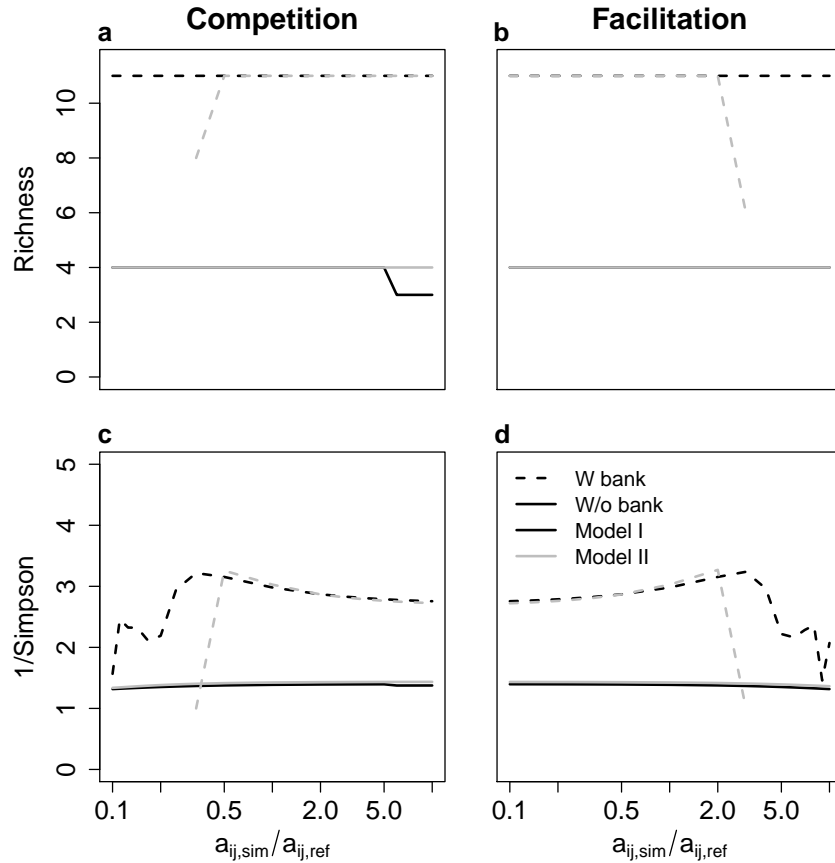 Competition
Facilitation
a
b
Richness
0
2
4
6
8
10
c
d
1/Simpson
0
1
2
3
4
5
W bank
W/o bank
Model I
Model II
0.1
0.5
2.0
5.0
0.1
0.5
2.0
5.0
aij,sim/aij,ref
aij,sim/aij,ref